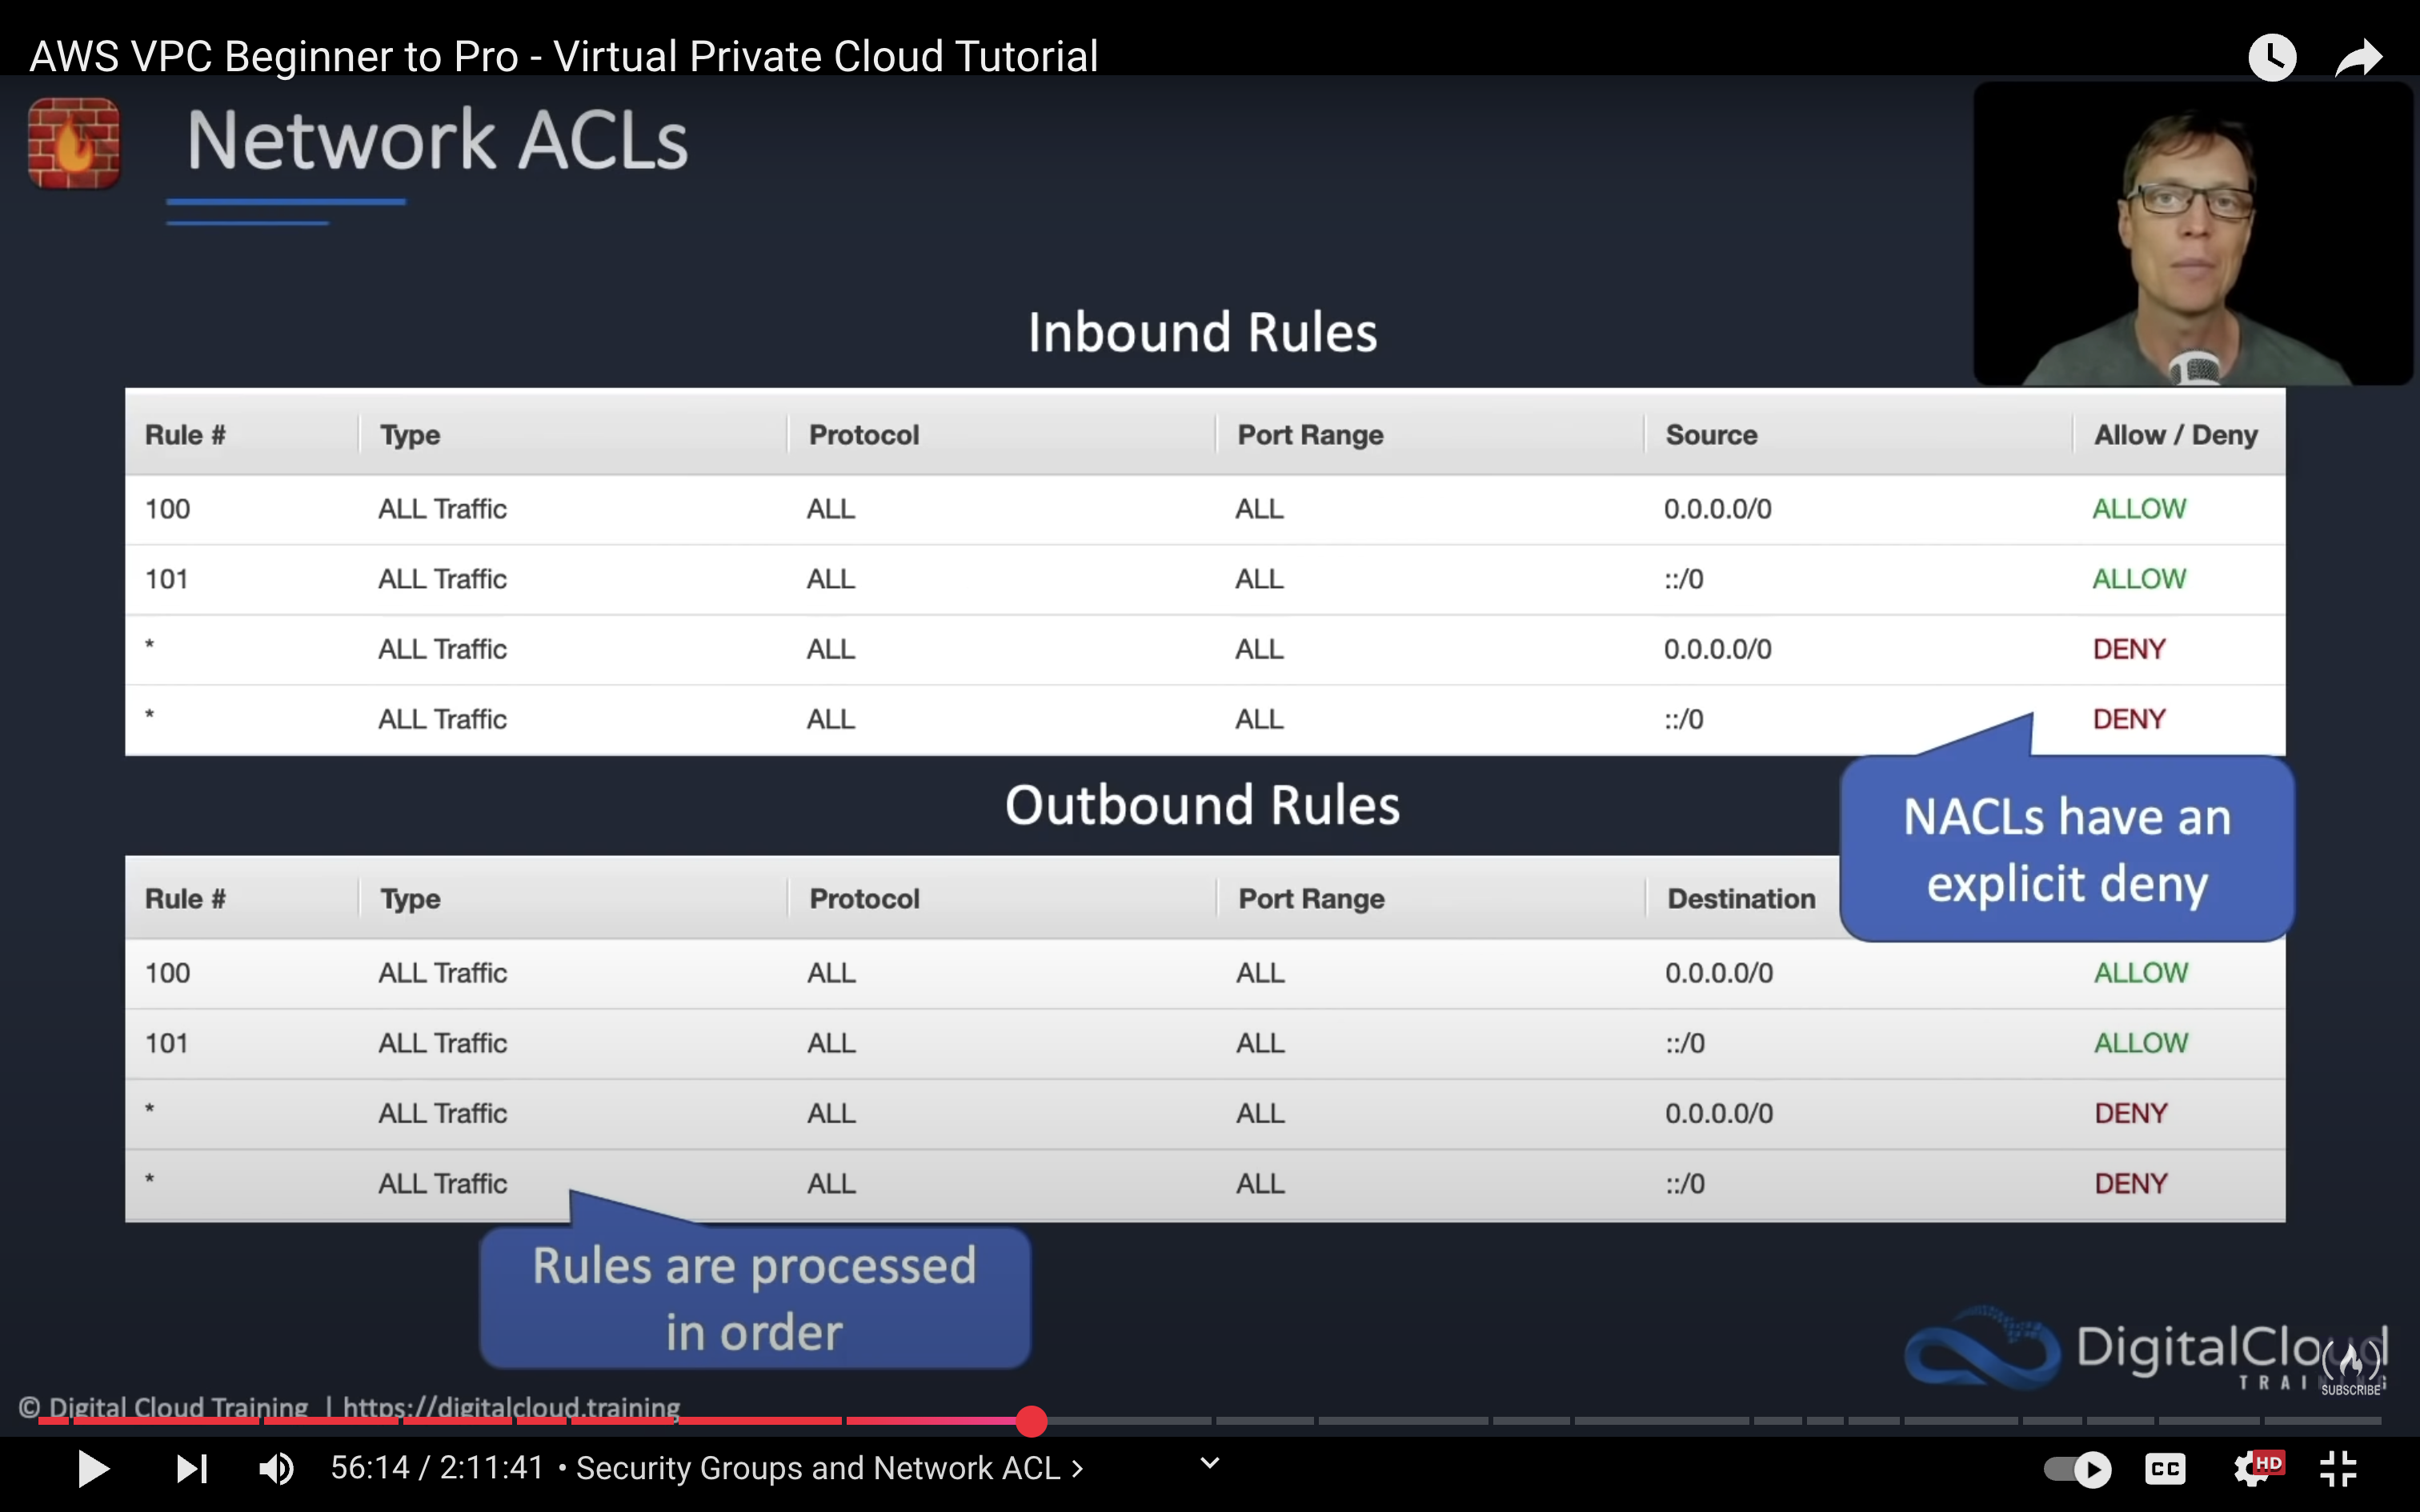 AWS VPC Beginner to Pro - Virtual Private Cloud Tutorial
Network ACLs
Inbound Rules
Rule # Type Protocol Port Range Source Allow / Deny
100 ALL Traffic ALL ALL 0.0.0.0/0 ALLOW
101 ALL Traffic ALL ALL ::/0 ALLOW
* ALL Traffic ALL ALL 0.0.0.0/0 DENY
* ALL Traffic ALL ALL ::/0 DENY
NACLs have an
explicit deny
Outbound Rules
Rule # Type Protocol Port Range Destination
100 ALL Traffic ALL ALL 0.0.0.0/0 ALLOW
101 ALL Traffic ALL ALL ::/0 ALLOW
* ALL Traffic ALL ALL 0.0.0.0/0 DENY
* ALL Traffic ALL ALL ::/0 DENY
Rules are processed
in order
DigitalCloud
TRAINING
SUBSCRIBE
© Digital Cloud Training | https://digitalcloud.training
56:14 / 2:11:41 • Security Groups and Network ACL >
CC
HD